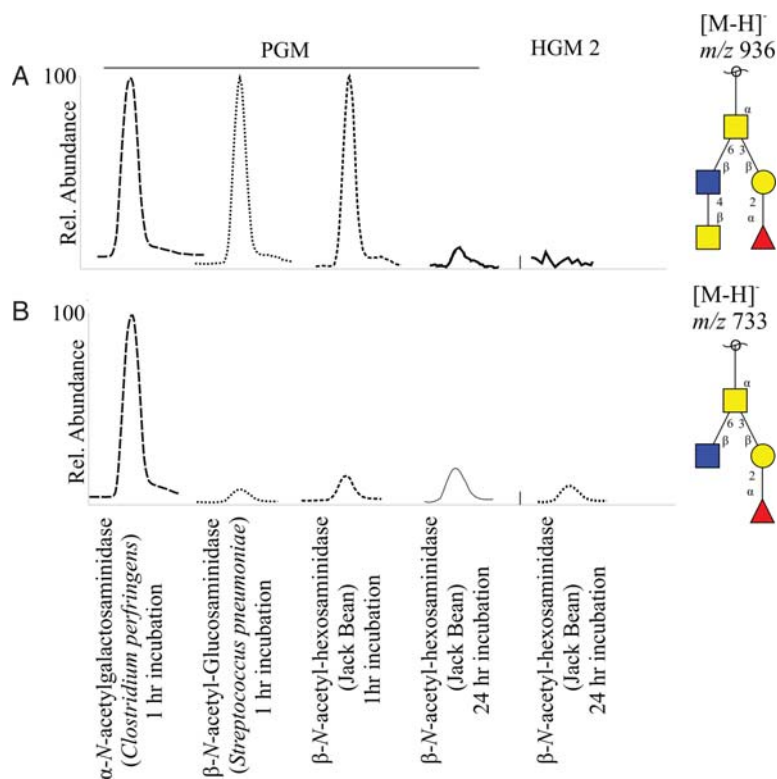 PGM
HGM 2
[M-H]-
m/z 936
A
100
Rel. Abundance
α
6 3
β β
4 2
β α
[M-H]-
m/z 733
B
100
Rel. Abundance
α
6 3
β β
2
α
α-N-acetylgalactosaminidase
(Clostridium perfringens)
1 hr incubation
β-N-acetyl-Glucosaminidase
(Streptococcus pneumoniae)
1 hr incubation
β-N-acetyl-hexosaminidase
(Jack Bean)
1hr incubation
β-N-acetyl-hexosaminidase
(Jack Bean)
24 hr incubation
β-N-acetyl-hexosaminidase
(Jack Bean)
24 hr incubation